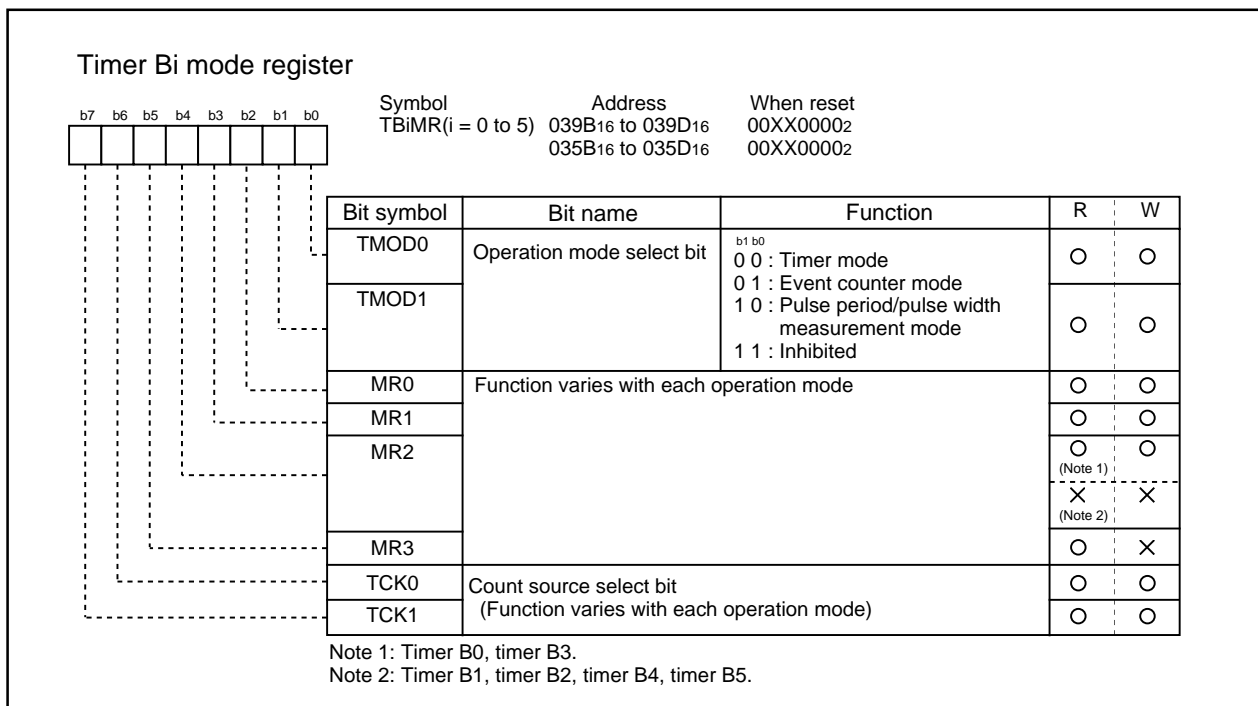 Timer Bi mode register
Symbol Address When reset
b7 b6 b5 b4 b3 b2 b1 b0
TBiMR(i = 0 to 5) 039B16 to 039D16 00XX00002
035B16 to 035D16 00XX00002
Bit symbol Bit name Function R W
TMOD0 Operation mode select bit b1 b0
0 0 : Timer mode
0 1 : Event counter mode
TMOD1 1 0 : Pulse period/pulse width
measurement mode
1 1 : Inhibited
MR0 Function varies with each operation mode
MR1
MR2
(Note 1)
(Note 2)
MR3
TCK0 Count source select bit
TCK1 (Function varies with each operation mode)
Note 1: Timer B0, timer B3.
Note 2: Timer B1, timer B2, timer B4, timer B5.